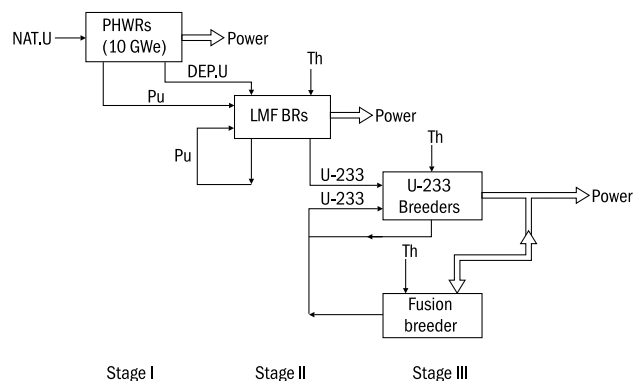 PHWRs
(10 GWe)
NAT.U
Power
DEP.U
Th
Pu
LMF BRs
Power
Pu
Th
U-233
U-233
U-233
Breeders
Power
Th
Fusion
breeder
Stage I
Stage II
Stage III